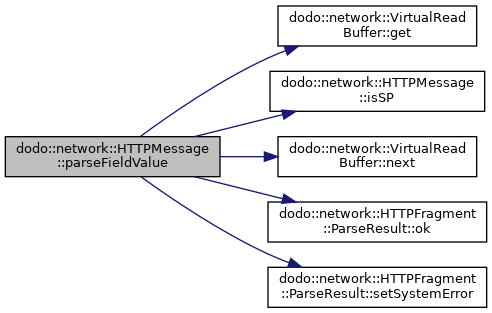 dodo::network::HTTPMessage
::parseFieldValue
dodo::network::VirtualRead
Buffer::get
dodo::network::HTTPMessage
::isSP
dodo::network::VirtualRead
Buffer::next
dodo::network::HTTPFragment
::ParseResult::ok
dodo::network::HTTPFragment
::ParseResult::setSystemError